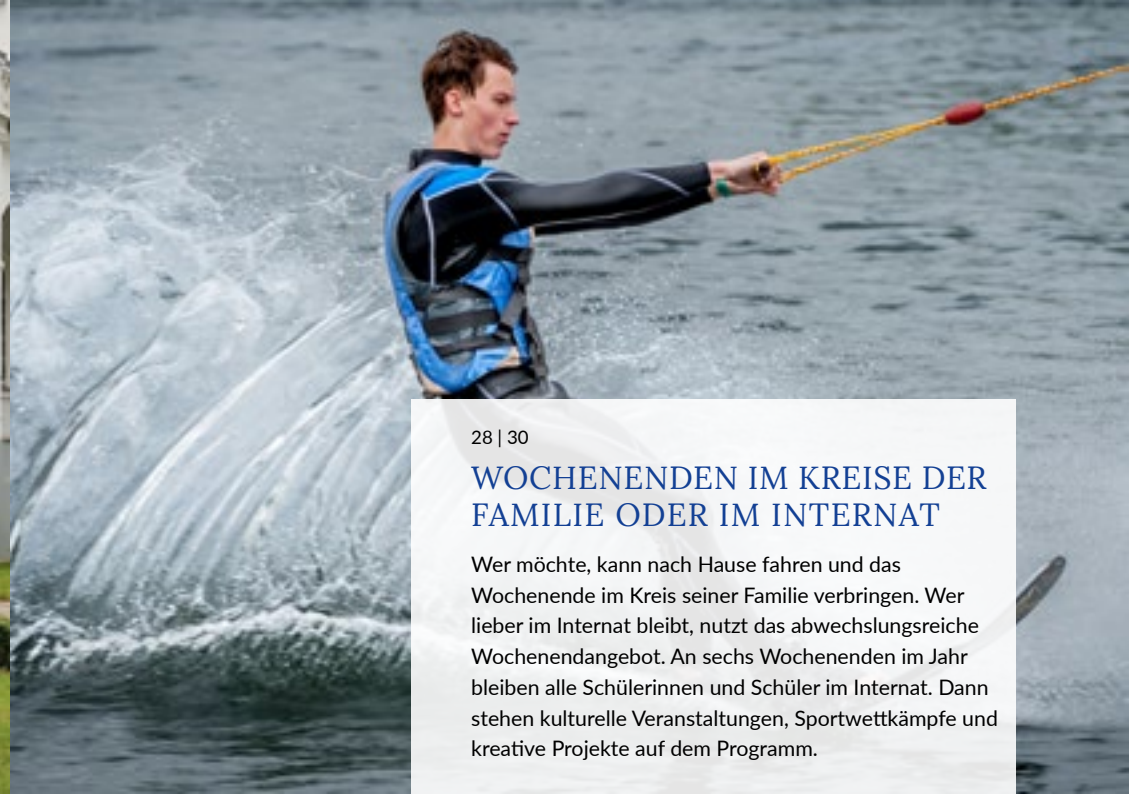 28 | 30
WOCHENENDEN IM KREISE DER
FAMILIE ODER IM INTERNAT
Wer möchte, kann nach Hause fahren und das
Wochenende im Kreis seiner Familie verbringen. Wer
lieber im Internat bleibt, nutzt das abwechslungsreiche
Wochenendangebot. An sechs Wochenenden im Jahr
bleiben alle Schülerinnen und Schüler im Internat. Dann
stehen kulturelle Veranstaltungen, Sportwettkämpfe und
kreative Projekte auf dem Programm.